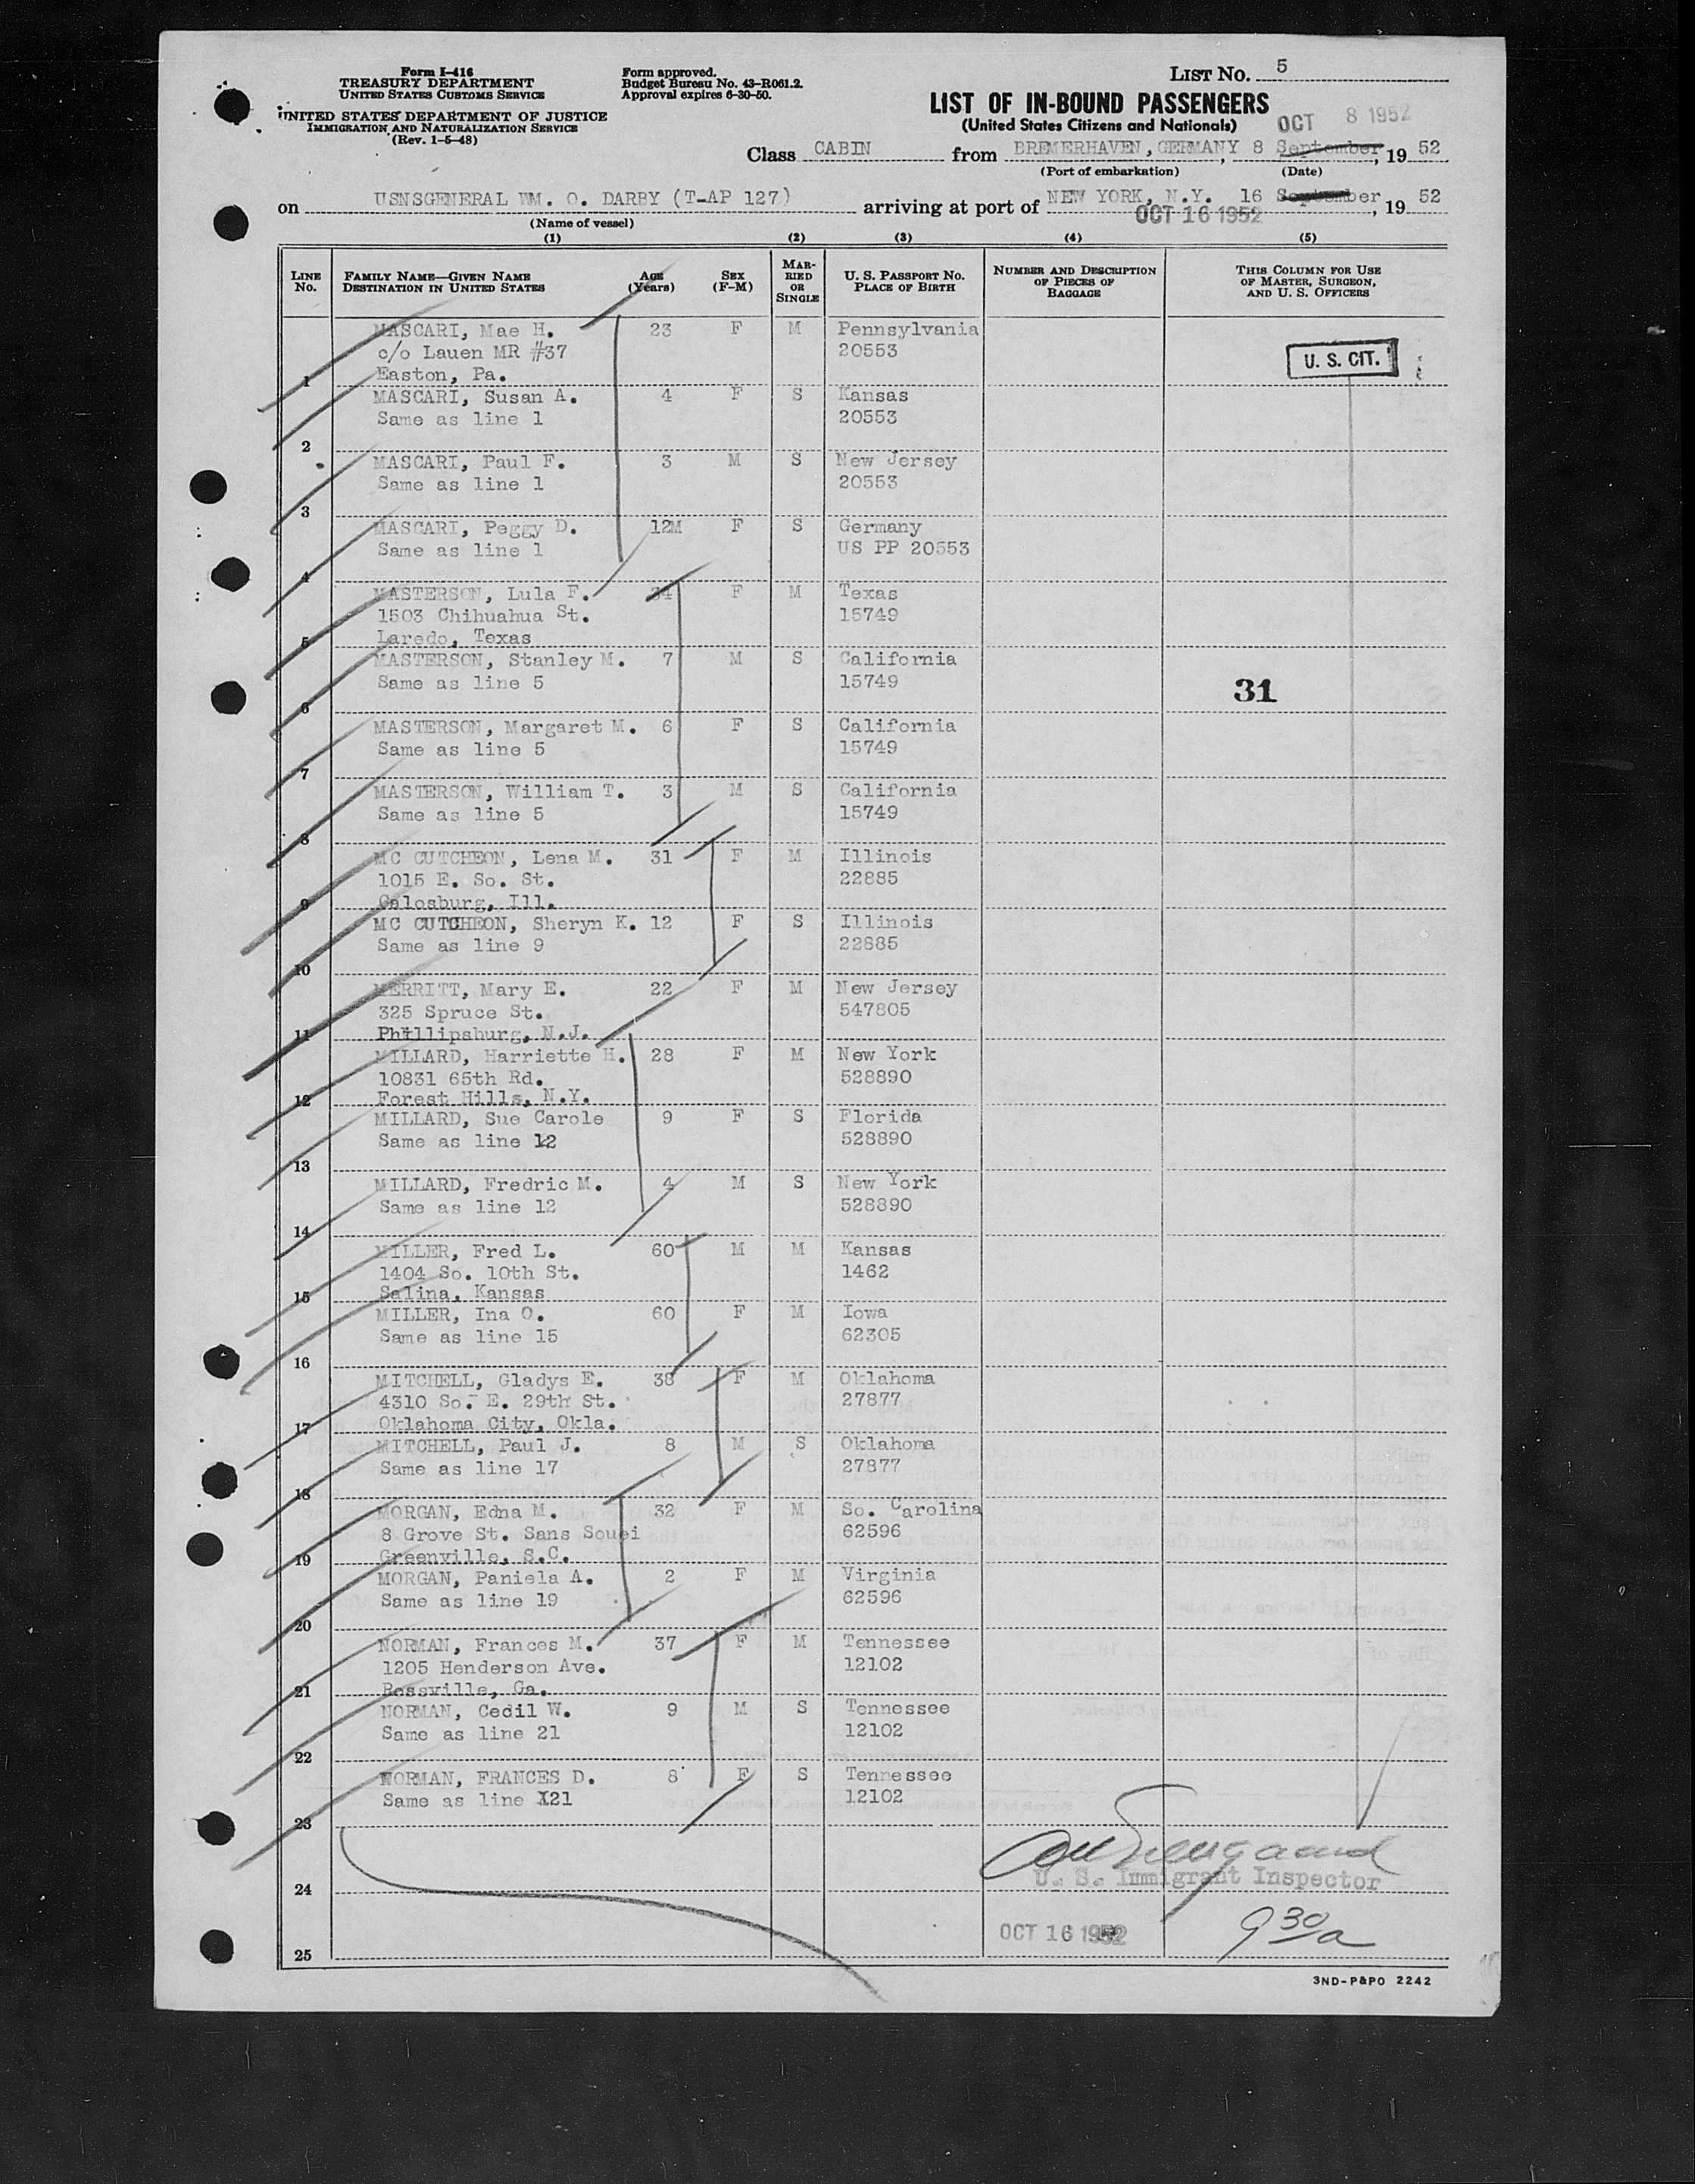 Form I-416
TREASURY DEPARTMENT
UNITED STATES CUSTOMS SERVICE
UNITED STATES DEPARTMENT OF JUSTICE
IMMIGRATION AND NATURALIZATION SERVICE
(Rev. 1-5-48)
Form approved.
Budget Bureau No. 43-R061.2.
Approval expires 6-30-50.
LIST No. 5
LIST OF IN-BOUND PASSENGERS
(United States Citizens and Nationals)
OCT 8 1952
Class CABIN from BREMERHAVEN, GERMANY, 8 September, 19 52
(Port of embarkation) (Date)
on USNSGENERAL WM. O. DARBY (T-AP 127) arriving at port of NEW YORK, N.Y. 16 September, 19 52
OCT 16 1952
(Name of vessel)
(1) (2) (3) (4) (5)
LINE No. FAMILY NAME—GIVEN NAME DESTINATION IN UNITED STATES AGE (Years) SEX (F-M) MARRIED OR SINGLE U. S. PASSPORT No. PLACE OF BIRTH NUMBER AND DESCRIPTION OF PIECES OF BAGGAGE THIS COLUMN FOR USE OF MASTER, SURGEON, AND U. S. OFFICERS
MASCARI, Mae H. 23 F M Pennsylvania
c/o Lauen MR #37 20553 U. S. CIT.
1 Easton, Pa.
MASCARI, Susan A. 4 F S Kansas
Same as line 1 20553
2
MASCARI, Paul F. 3 M S New Jersey
Same as line 1 20553
3
MASCARI, Peggy D. 12M F S Germany
Same as line 1 US PP 20553
4
MASTERSON, Lula F. 34 F M Texas
1503 Chihuahua St. 15749
5 Laredo, Texas
MASTERSON, Stanley M. 7 M S California
Same as line 5 15749
31
6
MASTERSON, Margaret M. 6 F S California
Same as line 5 15749
7
MASTERSON, William T. 3 M S California
Same as line 5 15749
8
MC CUTCHEON, Lena M. 31 F M Illinois
1015 E. So. St. 22885
9 Galosburg, Ill.
MC CUTCHEON, Sheryn K. 12 F S Illinois
Same as line 9 22885
10
MERRITT, Mary E. 22 F M New Jersey
325 Spruce St. 547805
11 Phillipsburg, N.J.
MILLARD, Harriette H. 28 F M New York
10831 65th Rd. 528890
12 Forest Hills, N.Y.
MILLARD, Sue Carole 9 F S Florida
Same as line 12 528890
13
MILLARD, Fredric M. 4 M S New York
Same as line 12 528890
14
MILLER, Fred L. 60 M M Kansas
1404 So. 10th St. 1462
15 Salina, Kansas
MILLER, Ina O. 60 F M Iowa
Same as line 15 62305
16
MITCHELL, Gladys E. 38 F M Oklahoma
4310 So. E. 29th St. 27877
17 Oklahoma City, Okla.
MITCHELL, Paul J. 8 M S Oklahoma
Same as line 17 27877
18
MORGAN, Edna M. 32 F M So. Carolina
8 Grove St. Sans Souei 62596
19 Greenville, S.C.
MORGAN, Paniela A. 2 F M Virginia
Same as line 19 62596
20
NORMAN, Frances M. 37 F M Tennessee
1205 Henderson Ave. 12102
21 Rossville, Ga.
NORMAN, Cedil W. 9 M S Tennessee
Same as line 21 12102
22
NORMAN, FRANCES D. 8 F S Tennessee
Same as line X21 12102
23
U. S. Immigrant Inspector
24
OCT 16 1952 9 30/a
25
3ND-P&PO 2242